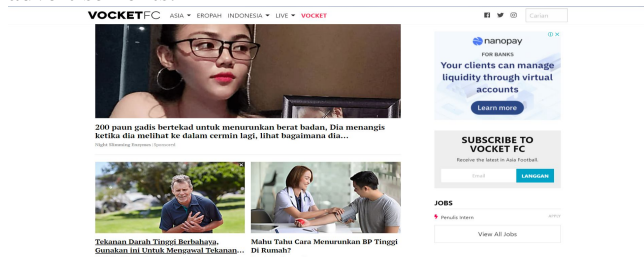 VOCKETFC ASIA EROPAH INDONESIA LIVE VOCKET
Carian
200 paun gadis bertekad untuk menurunkan berat badan, Dia menangis
ketika dia melihat ke dalam cermin lagi, lihat bagaimana dia...
Sponsored
Tekanan Darah Tinggi Berbahaya,
Gunakan ini Untuk Mengawal Tekanan...
Mahu Tahu Cara Menurunkan BP Tinggi
Di Rumah?
nanopay
FOR BANKS
Your clients can manage
liquidity through virtual
accounts
Learn more
SUBSCRIBE TO
VOCKET FC
Receive the latest in Asia Football.
Email LANGGAN
JOBS
Penulis Intern APPLY
View All Jobs